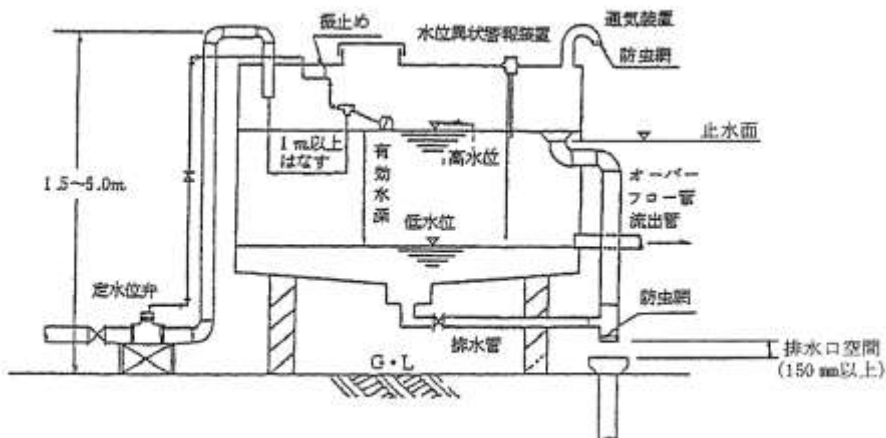 振止め
水位異状警報装置
通気装置
防虫網
止水面
1m以上
はなす
有効水深
高水位
オーバー
フロー管
流出管
1.5～5.0m
低水位
定水位弁
防虫網
排水管
排水口空間
(150mm以上)
G・L